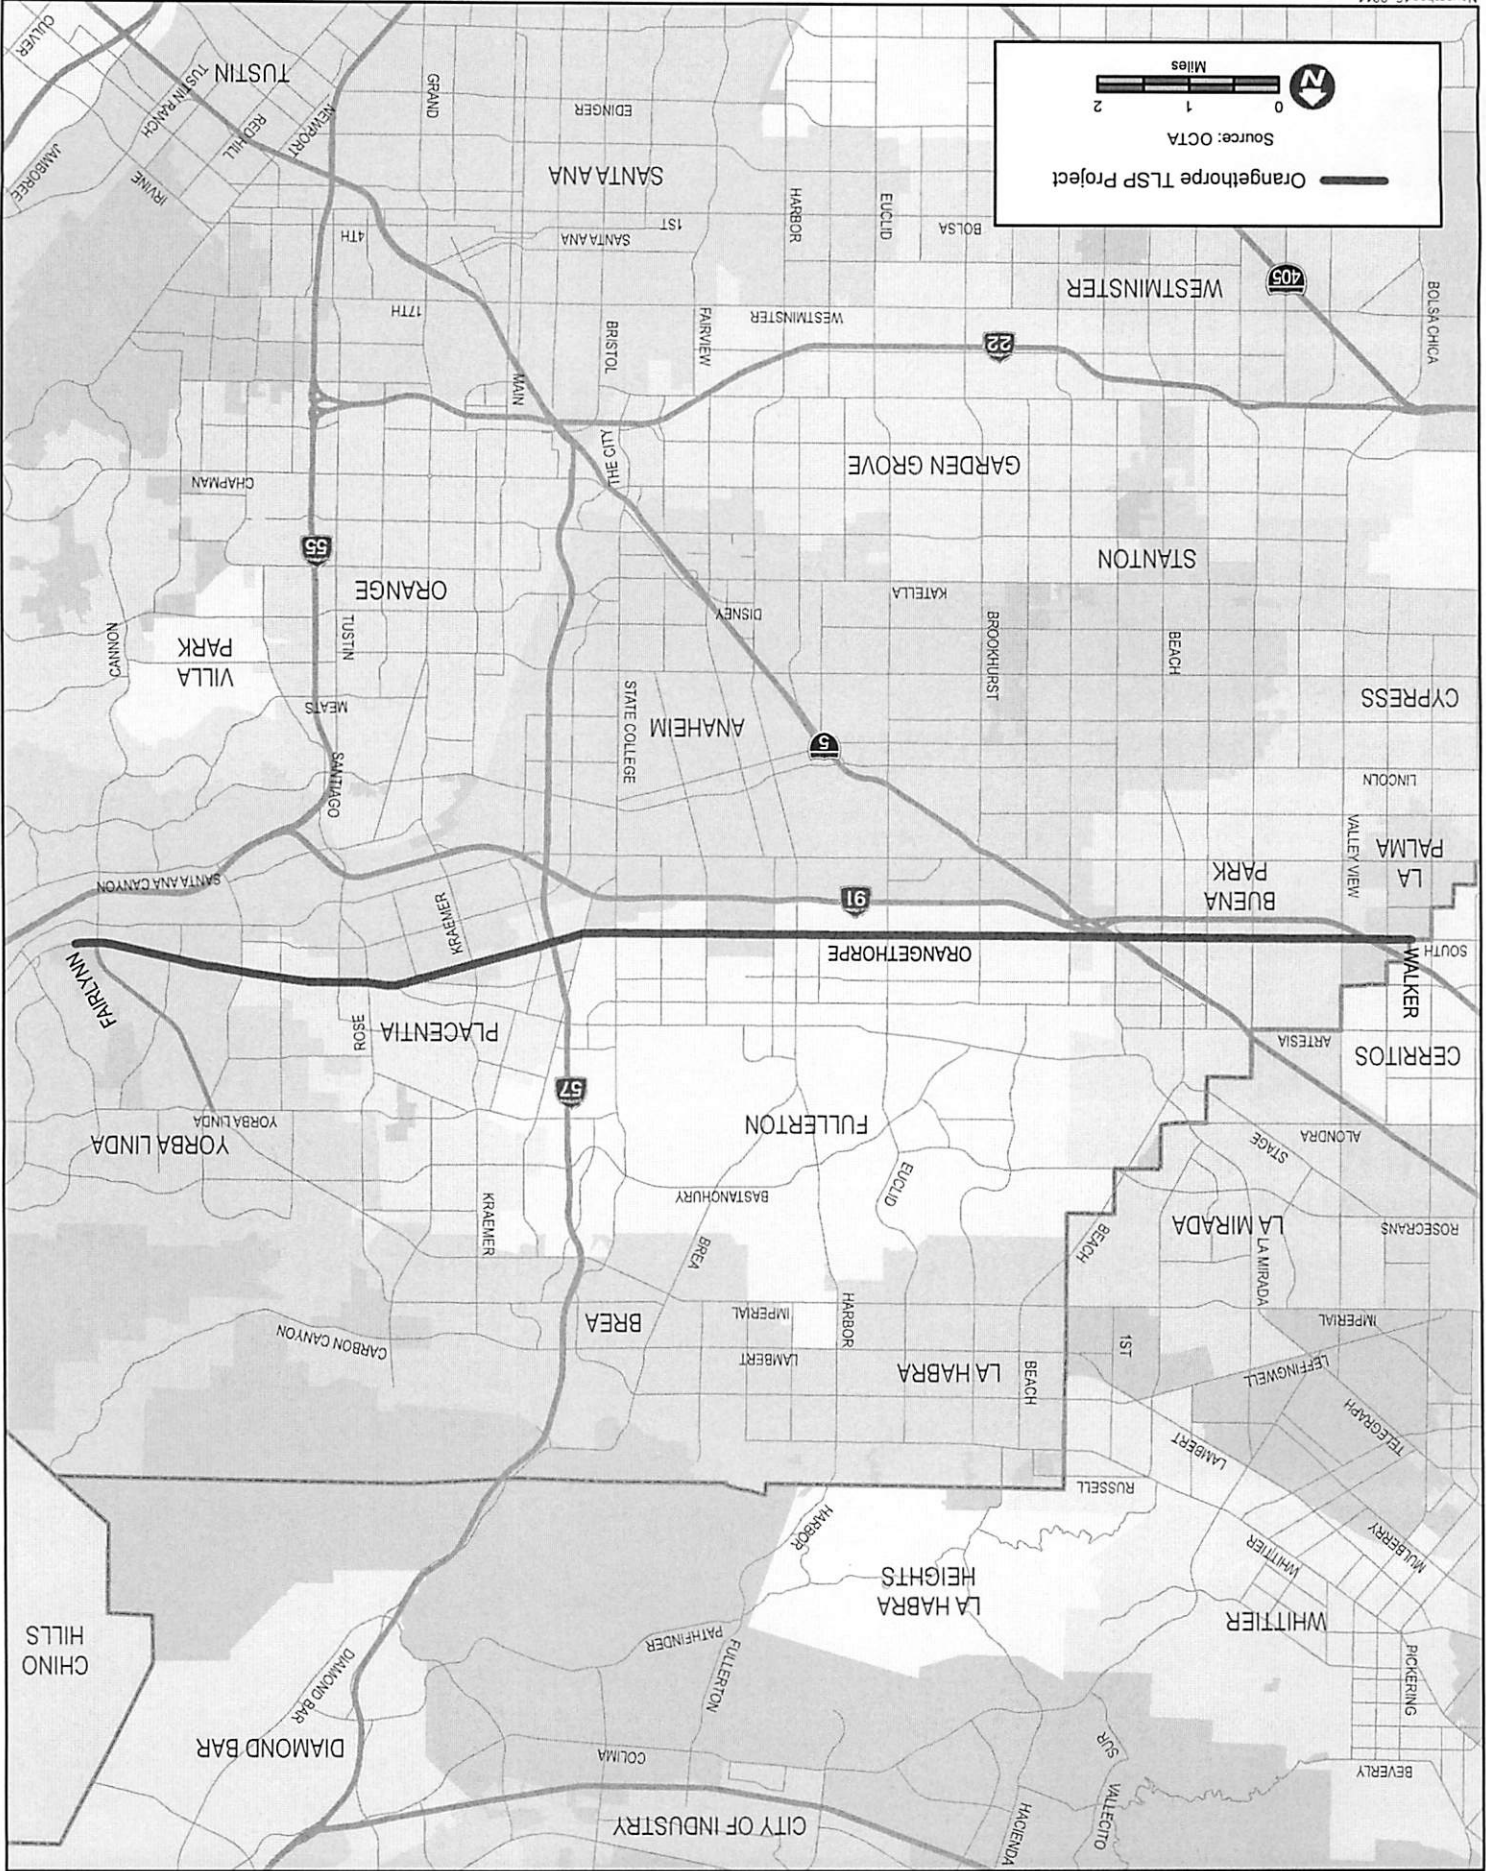 CITY OF INDUSTRY
HACIENDA
VALLECITO
BEVERLY
COLIMA
SUR
DIAMOND BAR
DIAMOND BAR
PICKERING
FULLERTON
PATHFINDER
CHINO
HILLS
WHITTIER
LA HABRA
HEIGHTS
WHITTIER
MULBERRY
HARBOR
RUSSELL
LAMBERT
TELEGRAPH
LEFFINGWELL
BEACH
LA HABRA
LAMBERT
1ST
CARBON CANYON
IMPERIAL
HARBOR
IMPERIAL
BREA
LA MIRADA
ROSECRANS
LA MIRADA
BEACH
BREA
KRAEMER
EUCLID
BASTANCHURY
STAGE
ALONDRA
YORBA LINDA
YORBA LINDA
FULLERTON
57
CERRITOS
ARTESIA
PLACENTIA
ROSE
WALKER
FAIRLYNN
SOUTH
ORANGETHORPE
KRAEMER
91
BUENA
PARK
SANTA ANA CANYON
LA
PALMA
VALLEY VIEW
LINCOLN
SANTIAGO
5
STATE COLLEGE
ANAHEIM
MEATS
CYPRESS
BROOKHURST
BEACH
VILLA
PARK
TUSTIN
CANNON
DISNEY
KATELLA
ORANGE
STANTON
55
CHAPMAN
GARDEN GROVE
THE CITY
MAIN
BRISTOL
FAIRVIEW
22
WESTMINSTER
17TH
BOLSA CHICA
WESTMINSTER
405
SANTA ANA
4TH
1ST
BOLSA
EUCLID
HARBOR
SANTA ANA
IRVINE
JAMBOREE
NEWPORT
RED HILL
TUSTIN RANCH
EDINGER
GRAND
TUSTIN
CULVER
Orangethorpe TLSP Project
Source: OCTA
0 1 2
Miles
N